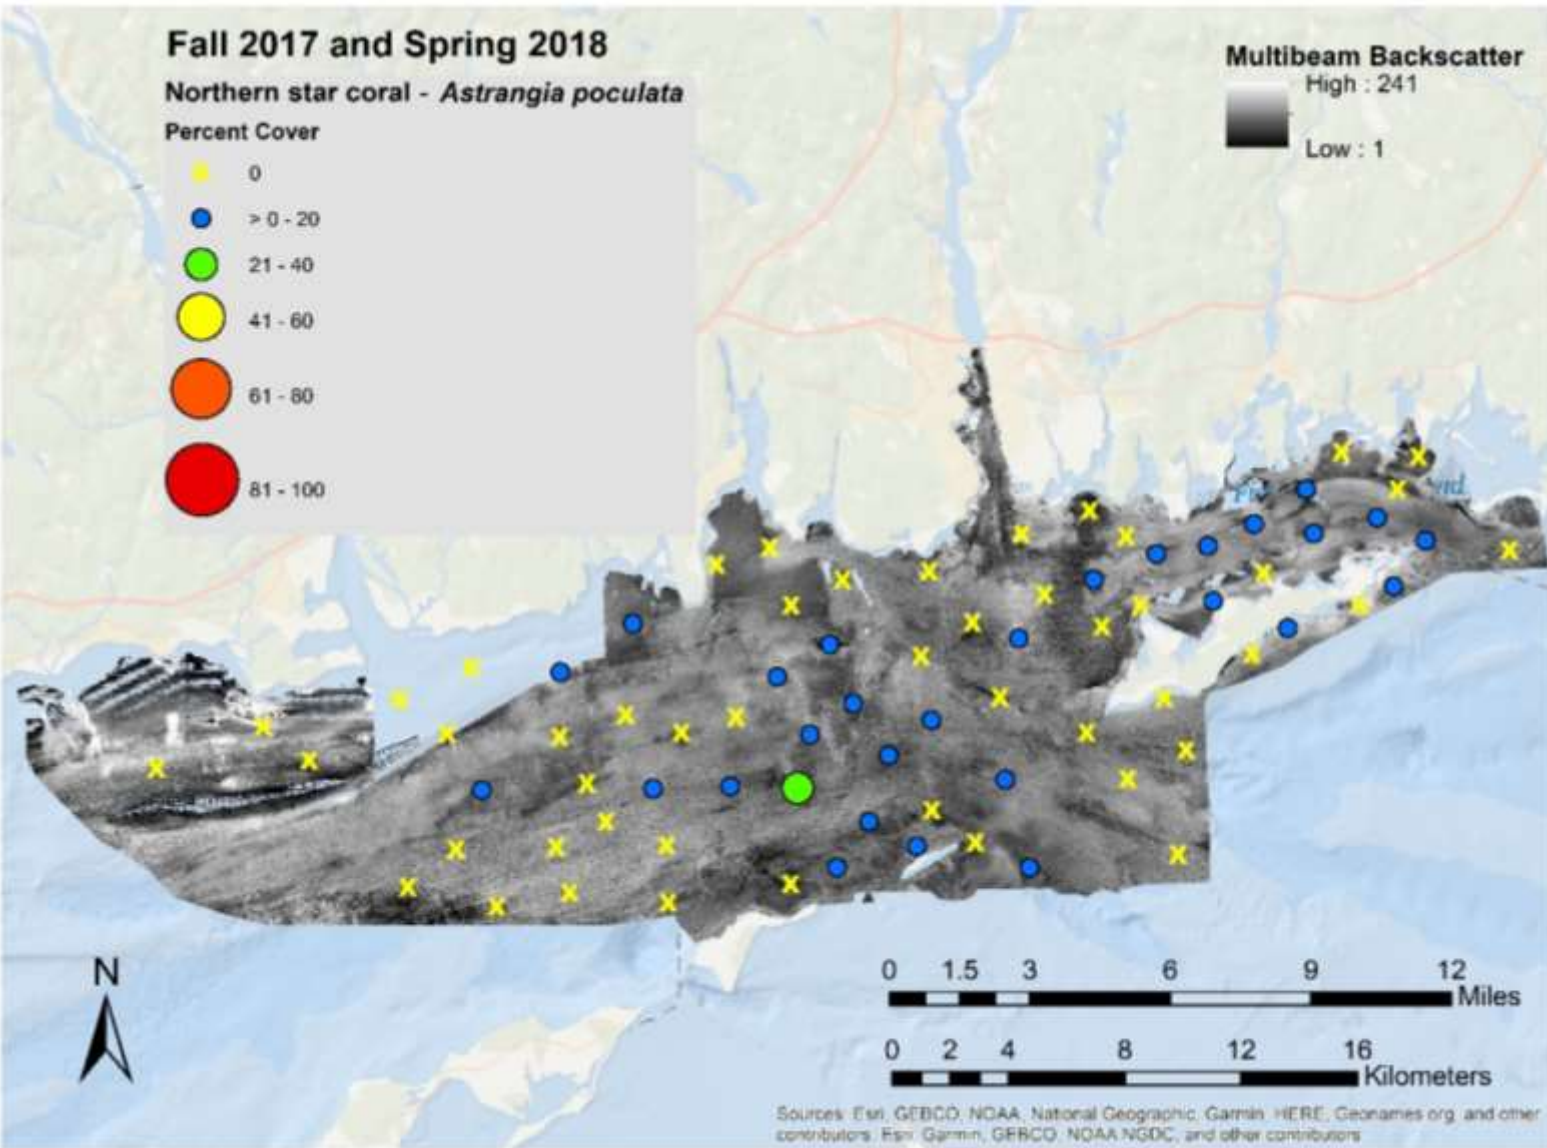 Fall 2017 and Spring 2018
Northern star coral - Astrangia poculata
Percent Cover
0
> 0 - 20
21 - 40
41 - 60
61 - 80
81 - 100
Multibeam Backscatter
High : 241
Low : 1
N
0 1.5 3 6 9 12
Miles
0 2 4 8 12 16
Kilometers
Sources: Esri, GEBCO, NOAA, National Geographic, Garmin, HERE, Geonames.org, and other
contributors. Esri, Garmin, GEBCO, NOAA NGDC, and other contributors